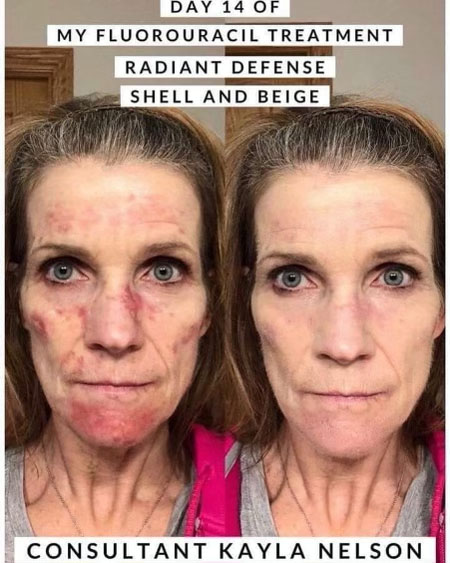 DAY 14 OF
MY FLUOROURACIL TREATMENT
RADIANT DEFENSE
SHELL AND BEIGE
CONSULTANT KAYLA NELSON